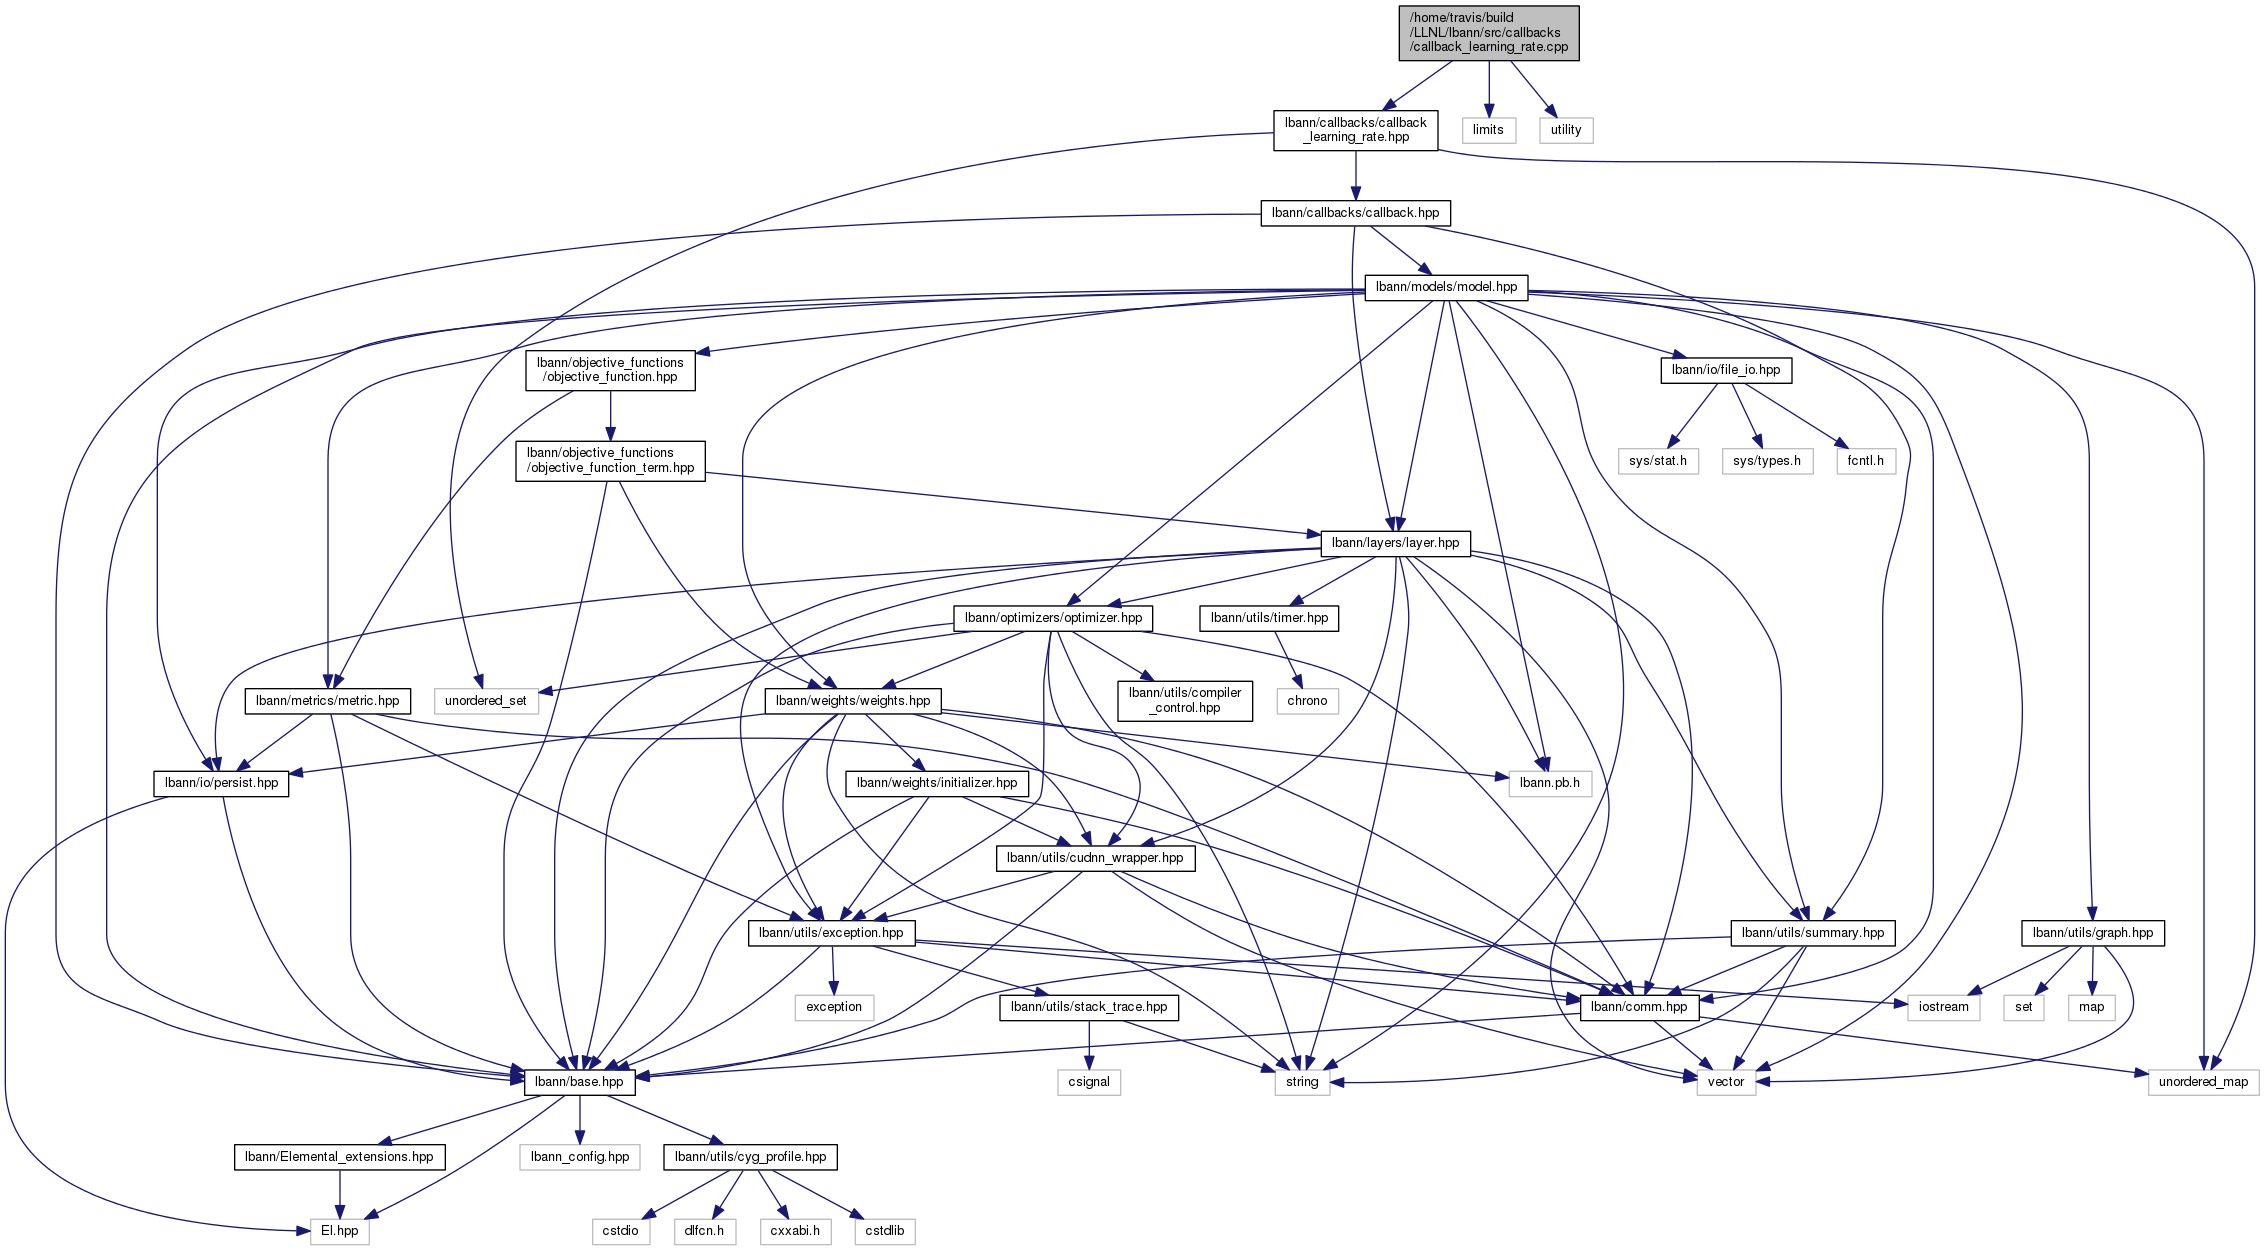 /home/travis/build
/LLNL/lbann/src/callbacks
/callback_learning_rate.cpp
lbann/callbacks/callback
_learning_rate.hpp
limits
utility
lbann/callbacks/callback.hpp
lbann/models/model.hpp
lbann/objective_functions
/objective_function.hpp
lbann/io/file_io.hpp
lbann/objective_functions
/objective_function_term.hpp
sys/stat.h
sys/types.h
fcntl.h
lbann/layers/layer.hpp
lbann/optimizers/optimizer.hpp
lbann/utils/timer.hpp
lbann/metrics/metric.hpp
unordered_set
lbann/weights/weights.hpp
lbann/utils/compiler
_control.hpp
chrono
lbann/io/persist.hpp
lbann/weights/initializer.hpp
lbann.pb.h
lbann/utils/cudnn_wrapper.hpp
lbann/utils/exception.hpp
lbann/utils/summary.hpp
lbann/utils/graph.hpp
exception
lbann/utils/stack_trace.hpp
lbann/comm.hpp
iostream
set
map
lbann/base.hpp
csignal
string
vector
unordered_map
lbann/Elemental_extensions.hpp
lbann_config.hpp
lbann/utils/cyg_profile.hpp
El.hpp
cstdio
dlfcn.h
cxxabi.h
cstdlib